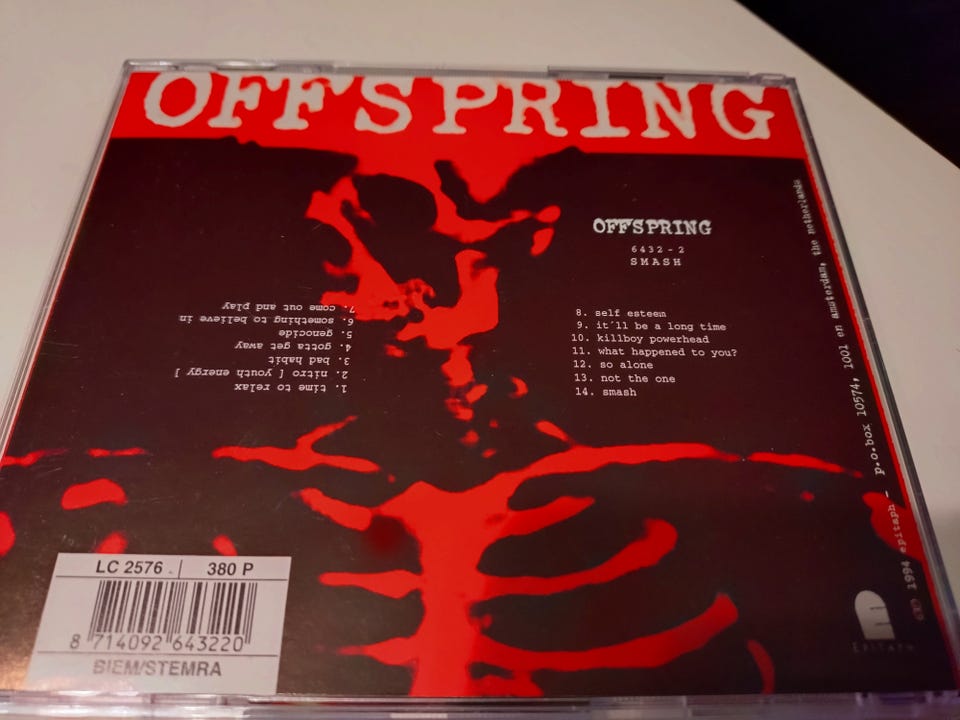 OFFSPRING
OFFSPRING
6432-2
SMASH
1. time to relax
2. nitro [ youth energy ]
3. bad habit
4. gotta get away
5. genocide
6. something to believe in
7. come out and play
8. self esteem
9. it´ll be a long time
10. killboy powerhead
11. what happened to you?
12. so alone
13. not the one
14. smash
1994 epitaph - p.o.box 10574, 1001 en amsterdam, the netherlands
EPITAPH
LC 2576 380 P
8 714092 643220
BIEM/STEMRA